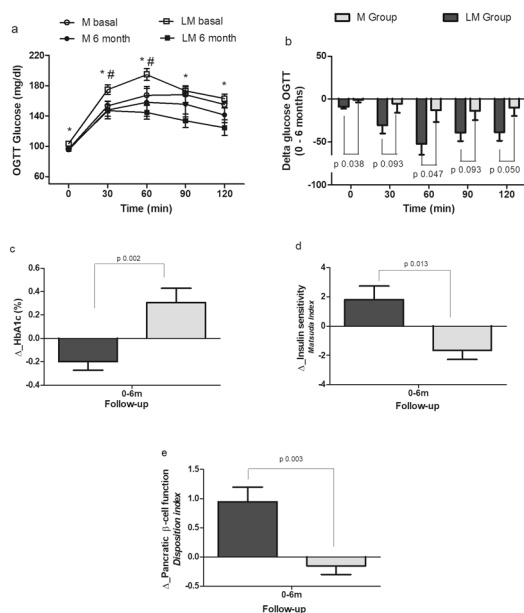 M basal
LM basal
M 6 month
LM 6 month
a
OGTT Glucose (mg/dl)
220
180
140
100
60
*
* #
* #
*
*
0
30
60
90
120
Time (min)
M Group
LM Group
b
Delta glucose OGTT
(0 - 6 months)
50
0
-50
-100
p 0.038
p 0.093
p 0.047
p 0.093
p 0.050
0
30
60
90
120
Time (min)
c
Δ_HbA1c (%)
0.6
0.4
0.2
0.0
-0.2
-0.4
p 0.002
0-6m
Follow-up
d
Δ_Insulin sensitivity
Matsuda Index
4
2
0
-2
-4
p 0.013
0-6m
Follow-up
e
Δ_Pancratic β-cell function
Disposition index
1.5
1.0
0.5
0.0
-0.5
p 0.003
0-6m
Follow-up